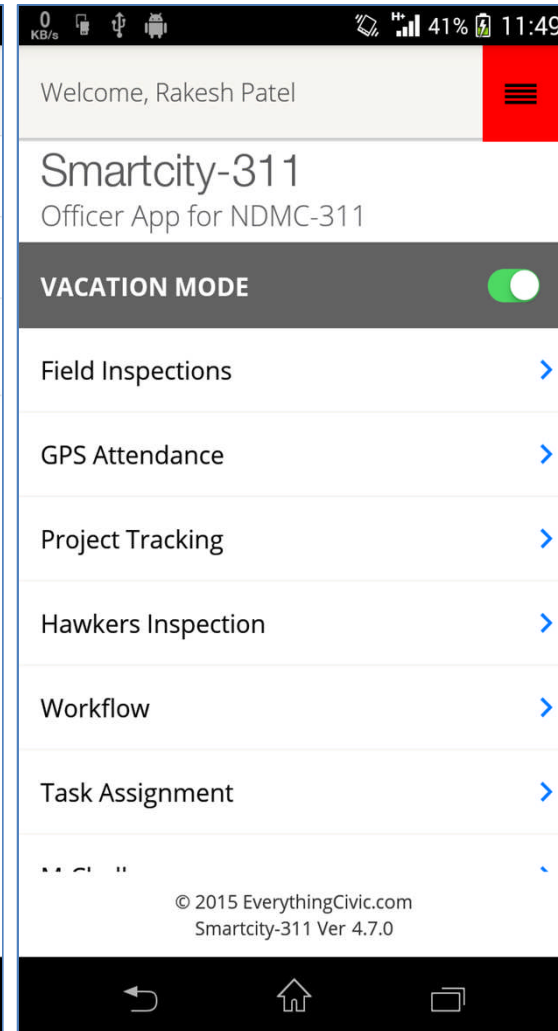 0
KB/s
H+ 41% 11:49
Welcome, Rakesh Patel
Smartcity-311
Officer App for NDMC-311
VACATION MODE
Field Inspections
GPS Attendance
Project Tracking
Hawkers Inspection
Workflow
Task Assignment
© 2015 EverythingCivic.com
Smartcity-311 Ver 4.7.0